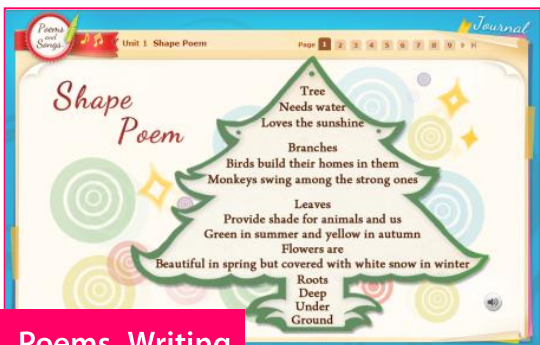 Poems
and
Songs
Unit 1 Shape Poem
Page 1 2 3 4 5 6 7 8 9
Journal
Shape
Poem
Tree
Needs water
Loves the sunshine
Branches
Birds build their homes in them
Monkeys swing among the strong ones
Leaves
Provide shade for animals and us
Green in summer and yellow in autumn
Flowers are
Beautiful in spring but covered with white snow in winter
Roots
Deep
Under
Ground
Poems, Writing